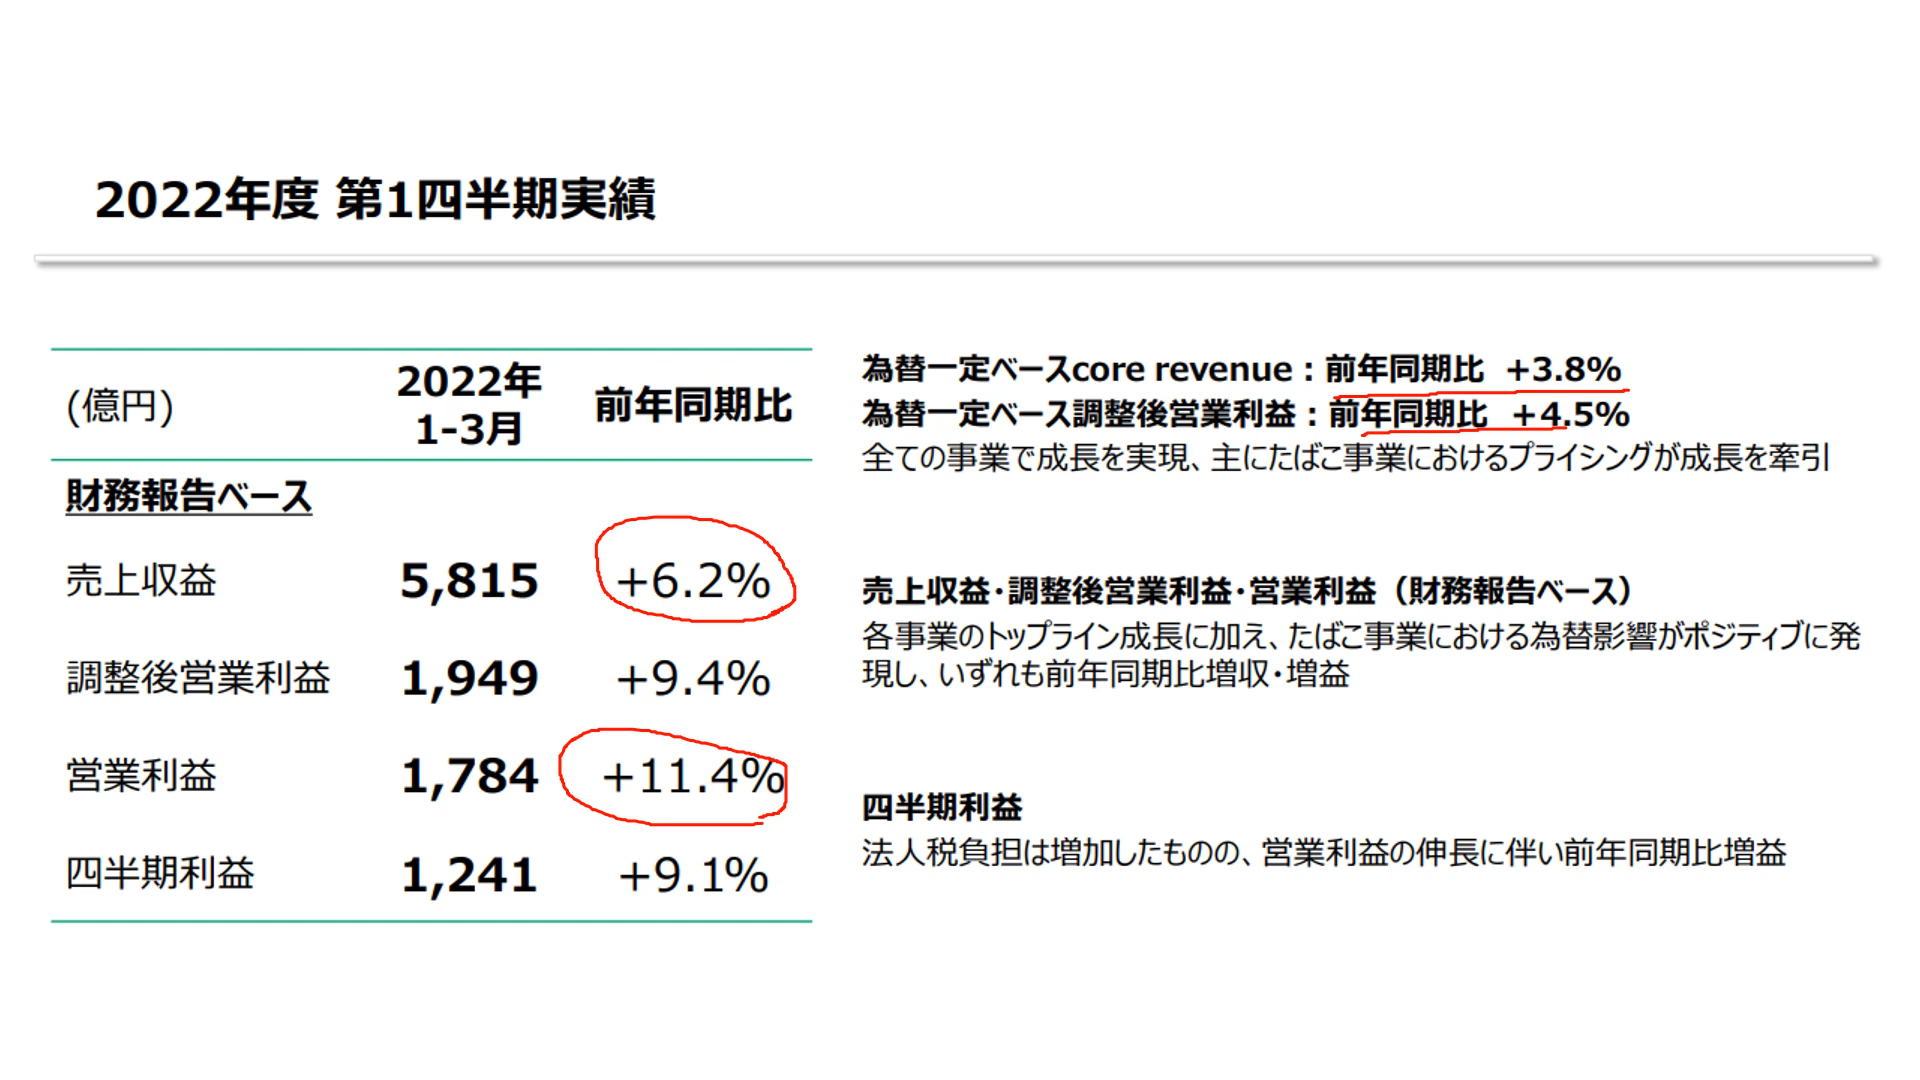 2022年度 第1四半期実績
(億円) 2022年 1-3月 前年同期比
財務報告ベース
売上収益 5,815 +6.2%
調整後営業利益 1,949 +9.4%
営業利益 1,784 +11.4%
四半期利益 1,241 +9.1%
為替一定ベースcore revenue：前年同期比 +3.8%
為替一定ベース調整後営業利益：前年同期比 +4.5%
全ての事業で成長を実現、主にたばこ事業におけるプライシングが成長を牽引
売上収益･調整後営業利益･営業利益（財務報告ベース）
各事業のトップライン成長に加え、たばこ事業における為替影響がポジティブに発
現し、いずれも前年同期比増収･増益
四半期利益
法人税負担は増加したものの、営業利益の伸長に伴い前年同期比増益